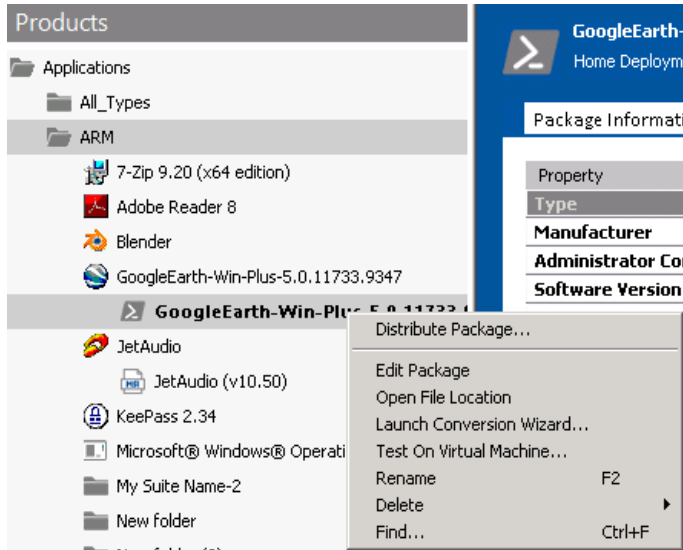 Products
Applications
All_Types
ARM
7-Zip 9.20 (x64 edition)
Adobe Reader 8
Blender
GoogleEarth-Win-Plus-5.0.11733.9347
GoogleEarth-Win-Plus-5.0.11733.
JetAudio
JetAudio (v10.50)
KeePass 2.34
Microsoft® Windows® Operati
My Suite Name-2
New folder
GoogleEarth-
Home Deploym
Package Informati
Property
Type
Manufacturer
Administrator Co
Software Version
Distribute Package...
Edit Package
Open File Location
Launch Conversion Wizard...
Test On Virtual Machine...
Rename F2
Delete
Find... Ctrl+F